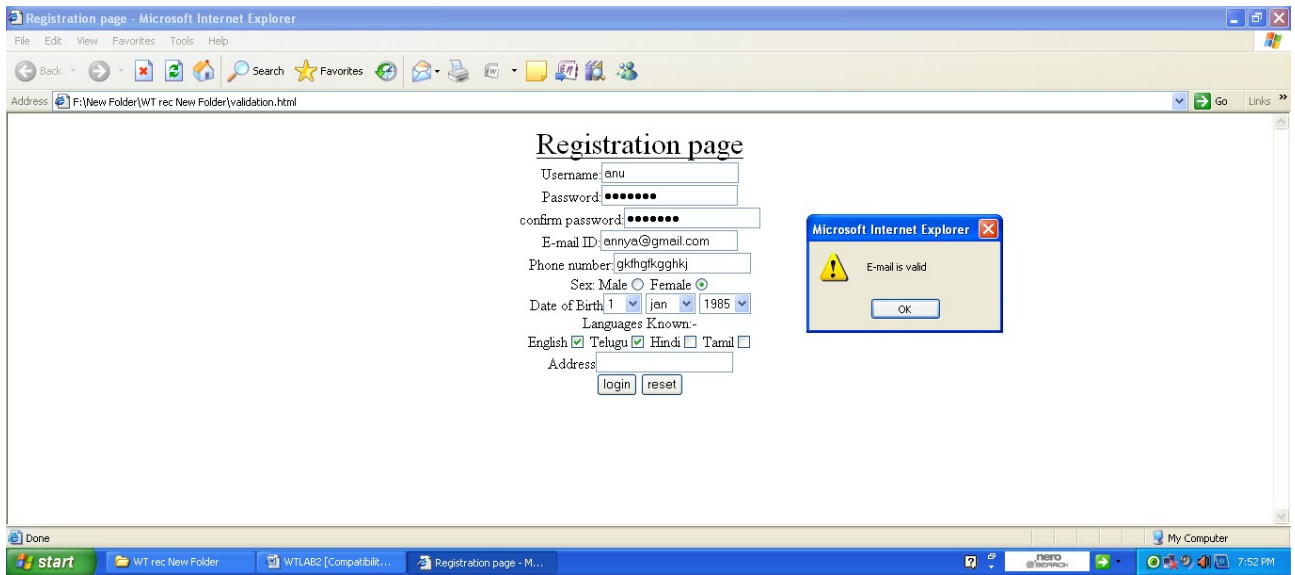 Registration page - Microsoft Internet Explorer
File Edit View Favorites Tools Help
Back Search Favorites
Address F:\New Folder\WT rec New Folder\validation.html Go Links »
Registration page
Username: anu
Password: •••••••
confirm password: •••••••
E-mail ID: annya@gmail.com
Phone number: gkfhgfkgghkj
Sex: Male Female
Date of Birth 1 jan 1985
Languages Known:-
English Telugu Hindi Tamil
Address
login reset
Microsoft Internet Explorer
E-mail is valid
OK
Done My Computer
start WT rec New Folder WTLAB2 [Compatibilit... Registration page - M... nero SEARCH 7:52 PM